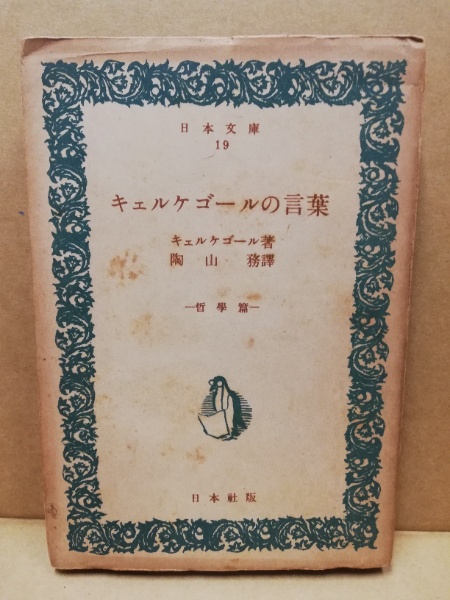 日本文庫
19
キェルケゴールの言葉
キェルケゴール著
陶山務譯
—哲學篇—
日本社版